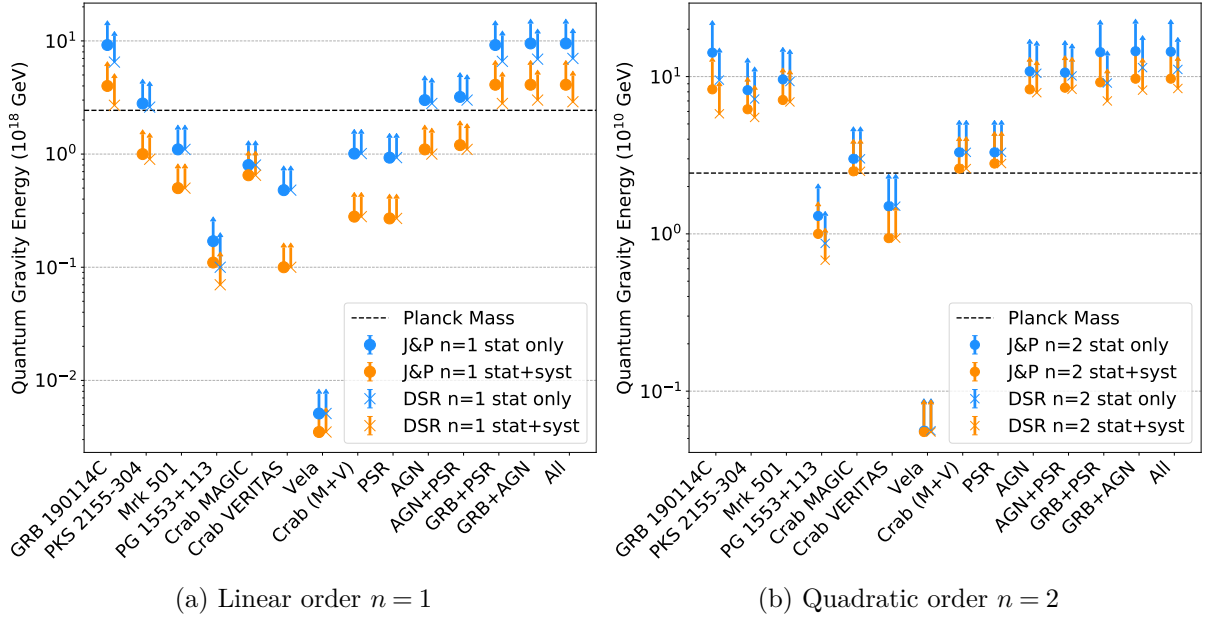 Quantum Gravity Energy (10^18 GeV)
10^1
10^0
10^−1
10^−2
Planck Mass
J&P n=1 stat only
J&P n=1 stat+syst
DSR n=1 stat only
DSR n=1 stat+syst
GRB 190114C
PKS 2155-304
Mrk 501
PG 1553+113
Crab MAGIC
Crab VERITAS
Vela
Crab (M+V)
PSR
AGN
AGN+PSR
GRB+PSR
GRB+AGN
All
(a) Linear order n = 1
Quantum Gravity Energy (10^10 GeV)
10^1
10^0
10^−1
Planck Mass
J&P n=2 stat only
J&P n=2 stat+syst
DSR n=2 stat only
DSR n=2 stat+syst
GRB 190114C
PKS 2155-304
Mrk 501
PG 1553+113
Crab MAGIC
Crab VERITAS
Vela
Crab (M+V)
PSR
AGN
AGN+PSR
GRB+PSR
GRB+AGN
All
(b) Quadratic order n = 2